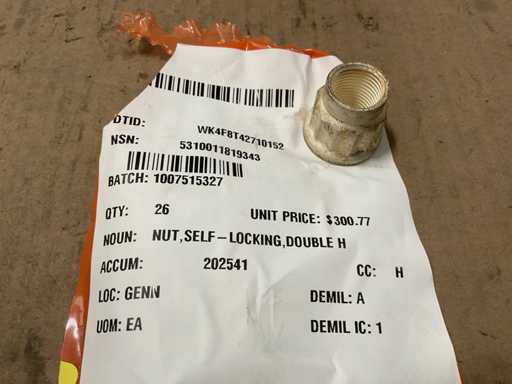 DTID: WK4F8T42710152
NSN: 5310011819343
BATCH: 1007515327
QTY: 26 UNIT PRICE: $300.77
NOUN: NUT,SELF-LOCKING,DOUBLE H
ACCUM: 202541 CC: H
LOC: GENN DEMIL: A
UOM: EA DEMIL IC: 1